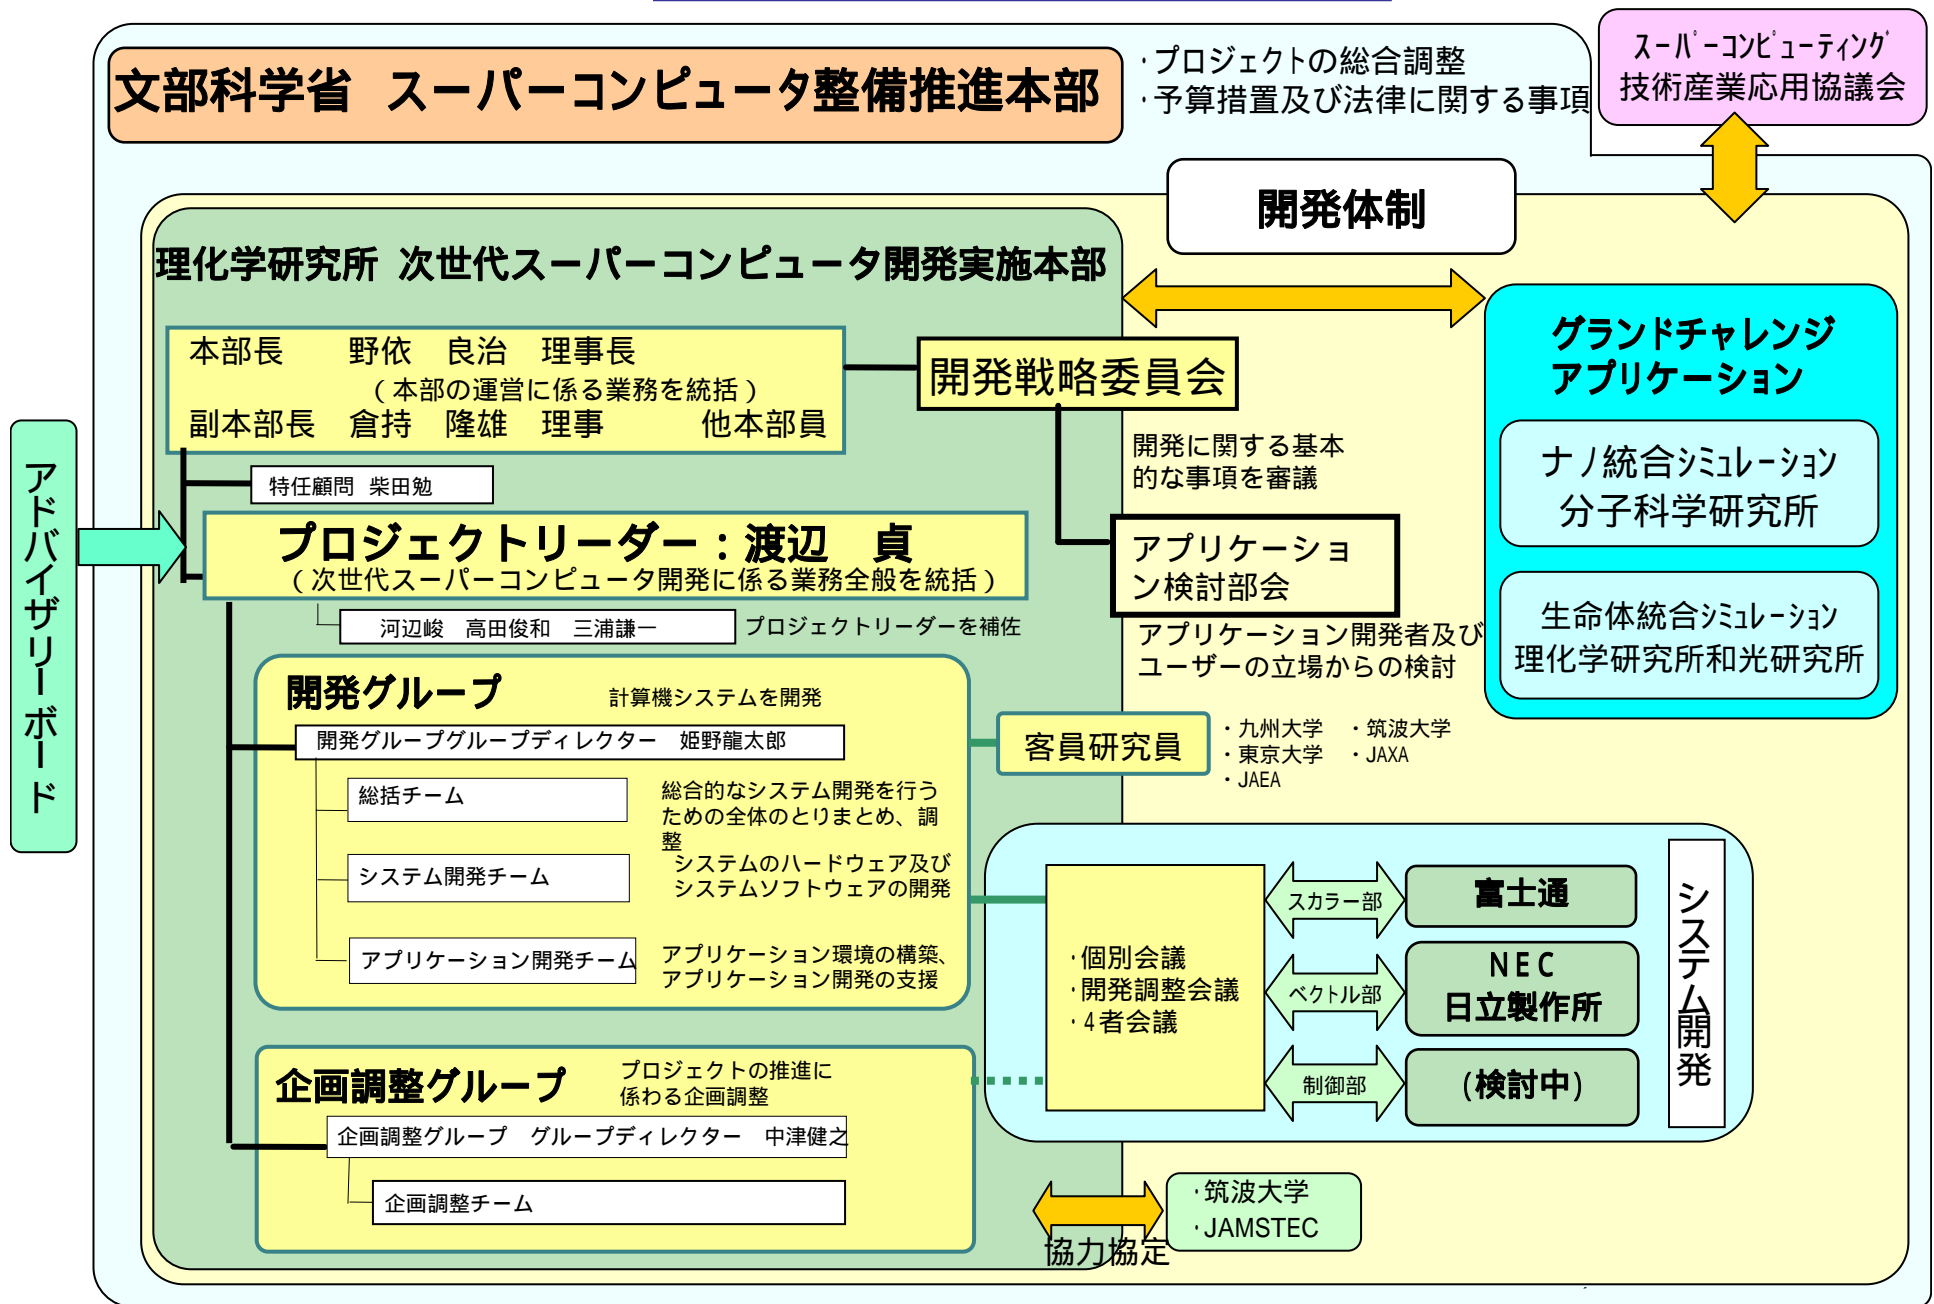 文部科学省 スーパーコンピュータ整備推進本部
・プロジェクトの総合調整
・予算措置及び法律に関する事項
ｽｰﾊﾟｰｺﾝﾋﾟｭｰﾃｨﾝｸﾞ
技術産業応用協議会
開発体制
理化学研究所 次世代スーパーコンピュータ開発実施本部
本部長　野依　良治　理事長
（本部の運営に係る業務を統括）
副本部長　倉持　隆雄　理事　　他本部員
開発戦略委員会
開発に関する基本
的な事項を審議
特任顧問 柴田勉
プロジェクトリーダー：渡辺　貞
（次世代スーパーコンピュータ開発に係る業務全般を統括）
河辺峻　高田俊和　三浦謙一
プロジェクトリーダーを補佐
アプリケーショ
ン検討部会
アプリケーション開発者及び
ユーザーの立場からの検討
グランドチャレンジ
アプリケーション
ナノ統合ｼﾐｭﾚｰｼｮﾝ
分子科学研究所
生命体統合ｼﾐｭﾚｰｼｮﾝ
理化学研究所和光研究所
アドバイザリーボード
開発グループ
計算機システムを開発
開発グループグループディレクター　姫野龍太郎
総括チーム
総合的なシステム開発を行う
ための全体のとりまとめ、調
整
システム開発チーム
システムのハードウェア及び
システムソフトウェアの開発
アプリケーション開発チーム
アプリケーション環境の構築、
アプリケーション開発の支援
客員研究員
・九州大学　・筑波大学
・東京大学　・JAXA
・JAEA
・個別会議
・開発調整会議
・4者会議
スカラー部
富士通
ベクトル部
NEC
日立製作所
制御部
(検討中)
システム開発
企画調整グループ
プロジェクトの推進に
係わる企画調整
企画調整グループ　グループディレクター　中津健之
企画調整チーム
協力協定
・筑波大学
・JAMSTEC